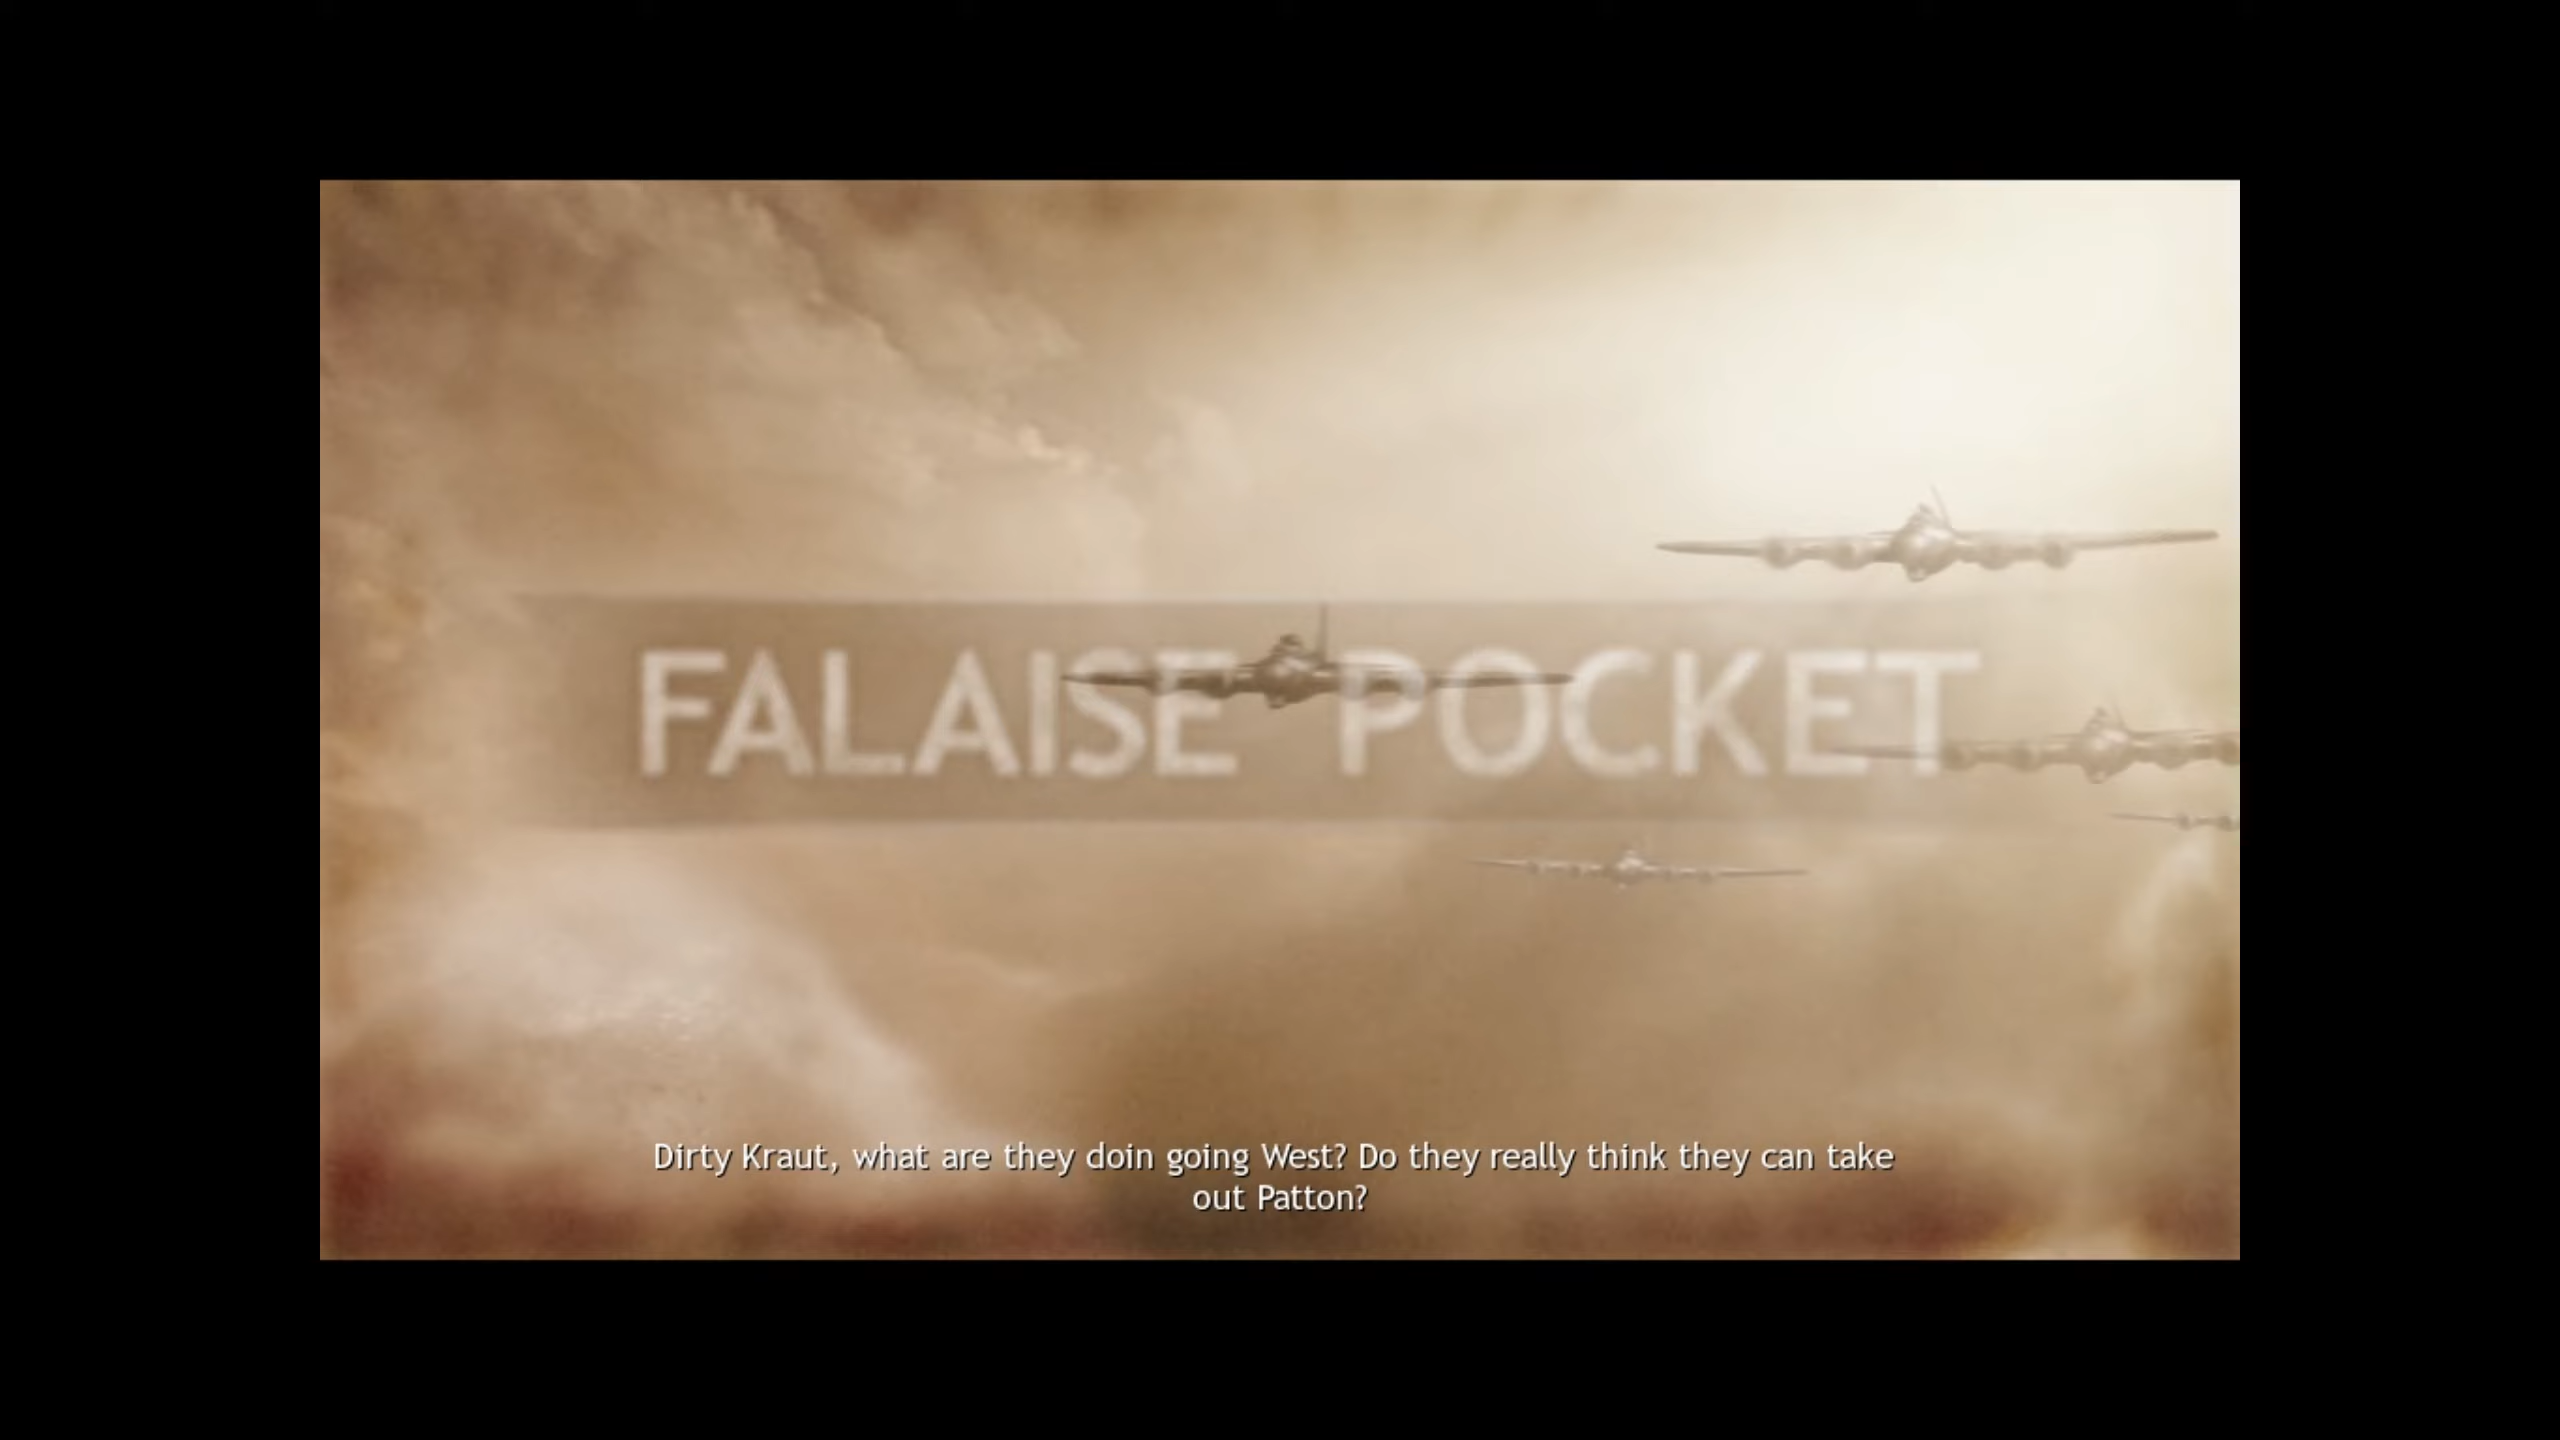 FALAISE POCKET
Dirty Kraut, what are they doin going West? Do they really think they can take
out Patton?